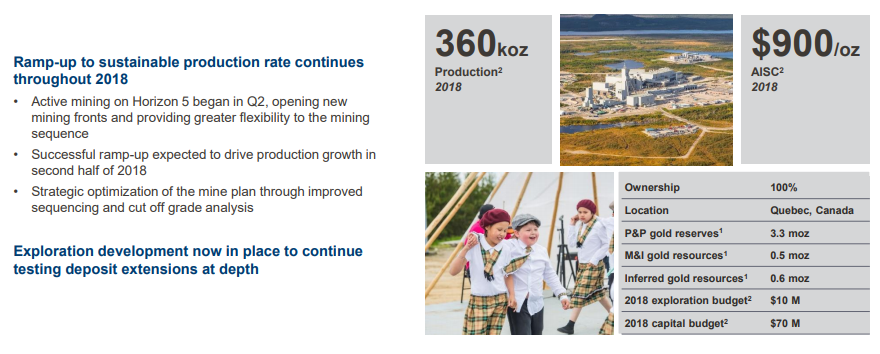 Ramp-up to sustainable production rate continues
throughout 2018
• Active mining on Horizon 5 began in Q2, opening new
mining fronts and providing greater flexibility to the mining
sequence
• Successful ramp-up expected to drive production growth in
second half of 2018
• Strategic optimization of the mine plan through improved
sequencing and cut off grade analysis
Exploration development now in place to continue
testing deposit extensions at depth
360koz
Production²
2018
$900/oz
AISC²
2018
Ownership 100%
Location Quebec, Canada
P&P gold reserves¹ 3.3 moz
M&I gold resources¹ 0.5 moz
Inferred gold resources¹ 0.6 moz
2018 exploration budget² $10 M
2018 capital budget² $70 M